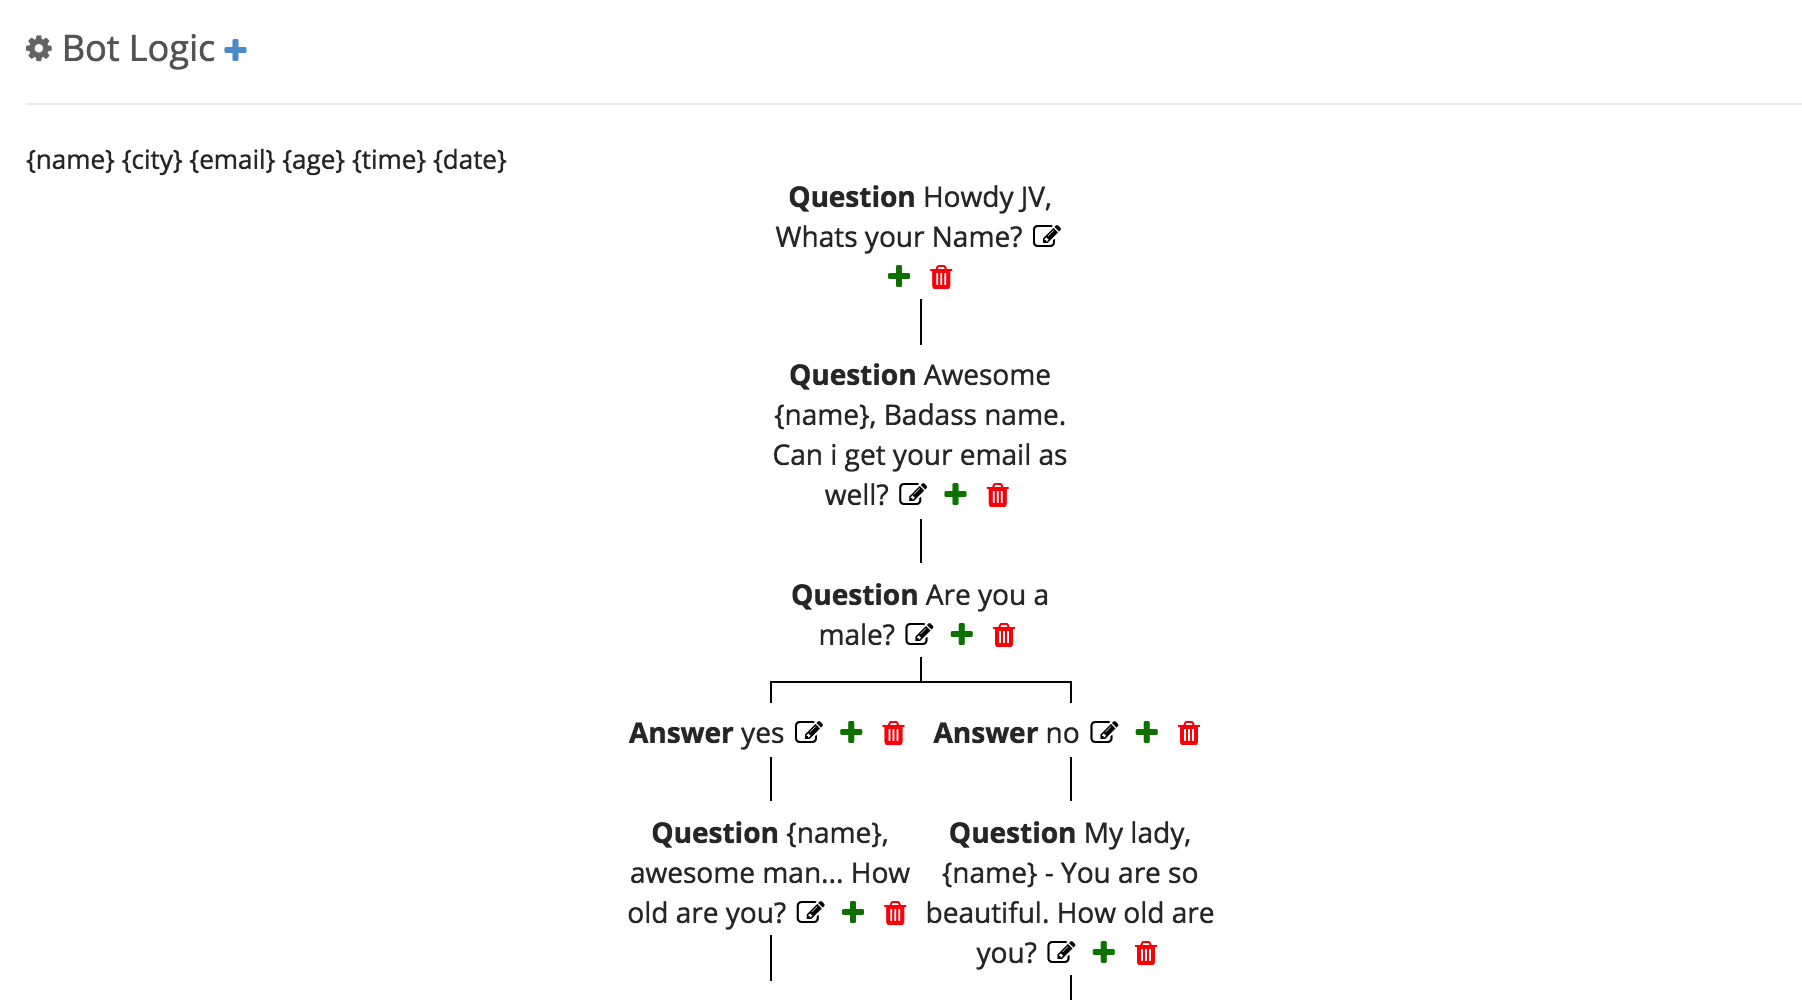 Bot Logic
{name} {city} {email} {age} {time} {date}
Question Howdy JV,
Whats your Name?
Question Awesome
{name}, Badass name.
Can i get your email as
well?
Question Are you a
male?
Answer yes
Answer no
Question {name},
awesome man... How
old are you?
Question My lady,
{name} - You are so
beautiful. How old are
you?